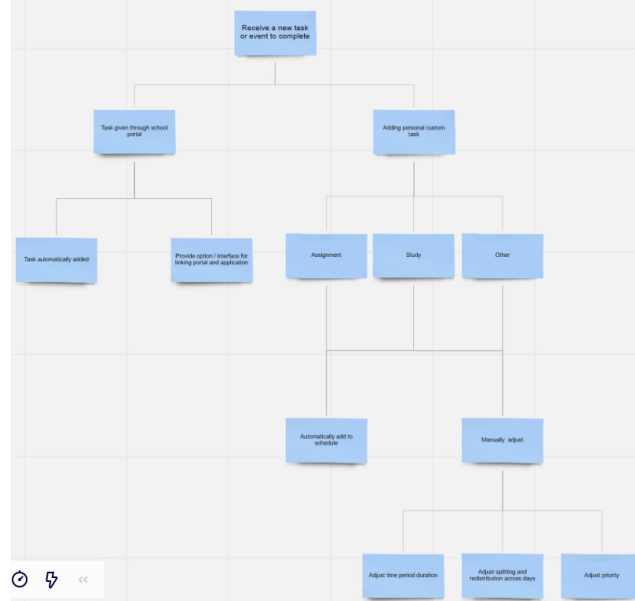 Receive a new task
or event to complete
Task given through school
portal
Adding personal custom
task
Task automatically added
Provide option / interface for
linking portal and application
Assignment
Study
Other
Automatically add to
schedule
Manually adjust
Adjust time period duration
Adjust splitting and
redistribution across days
Adjust priority